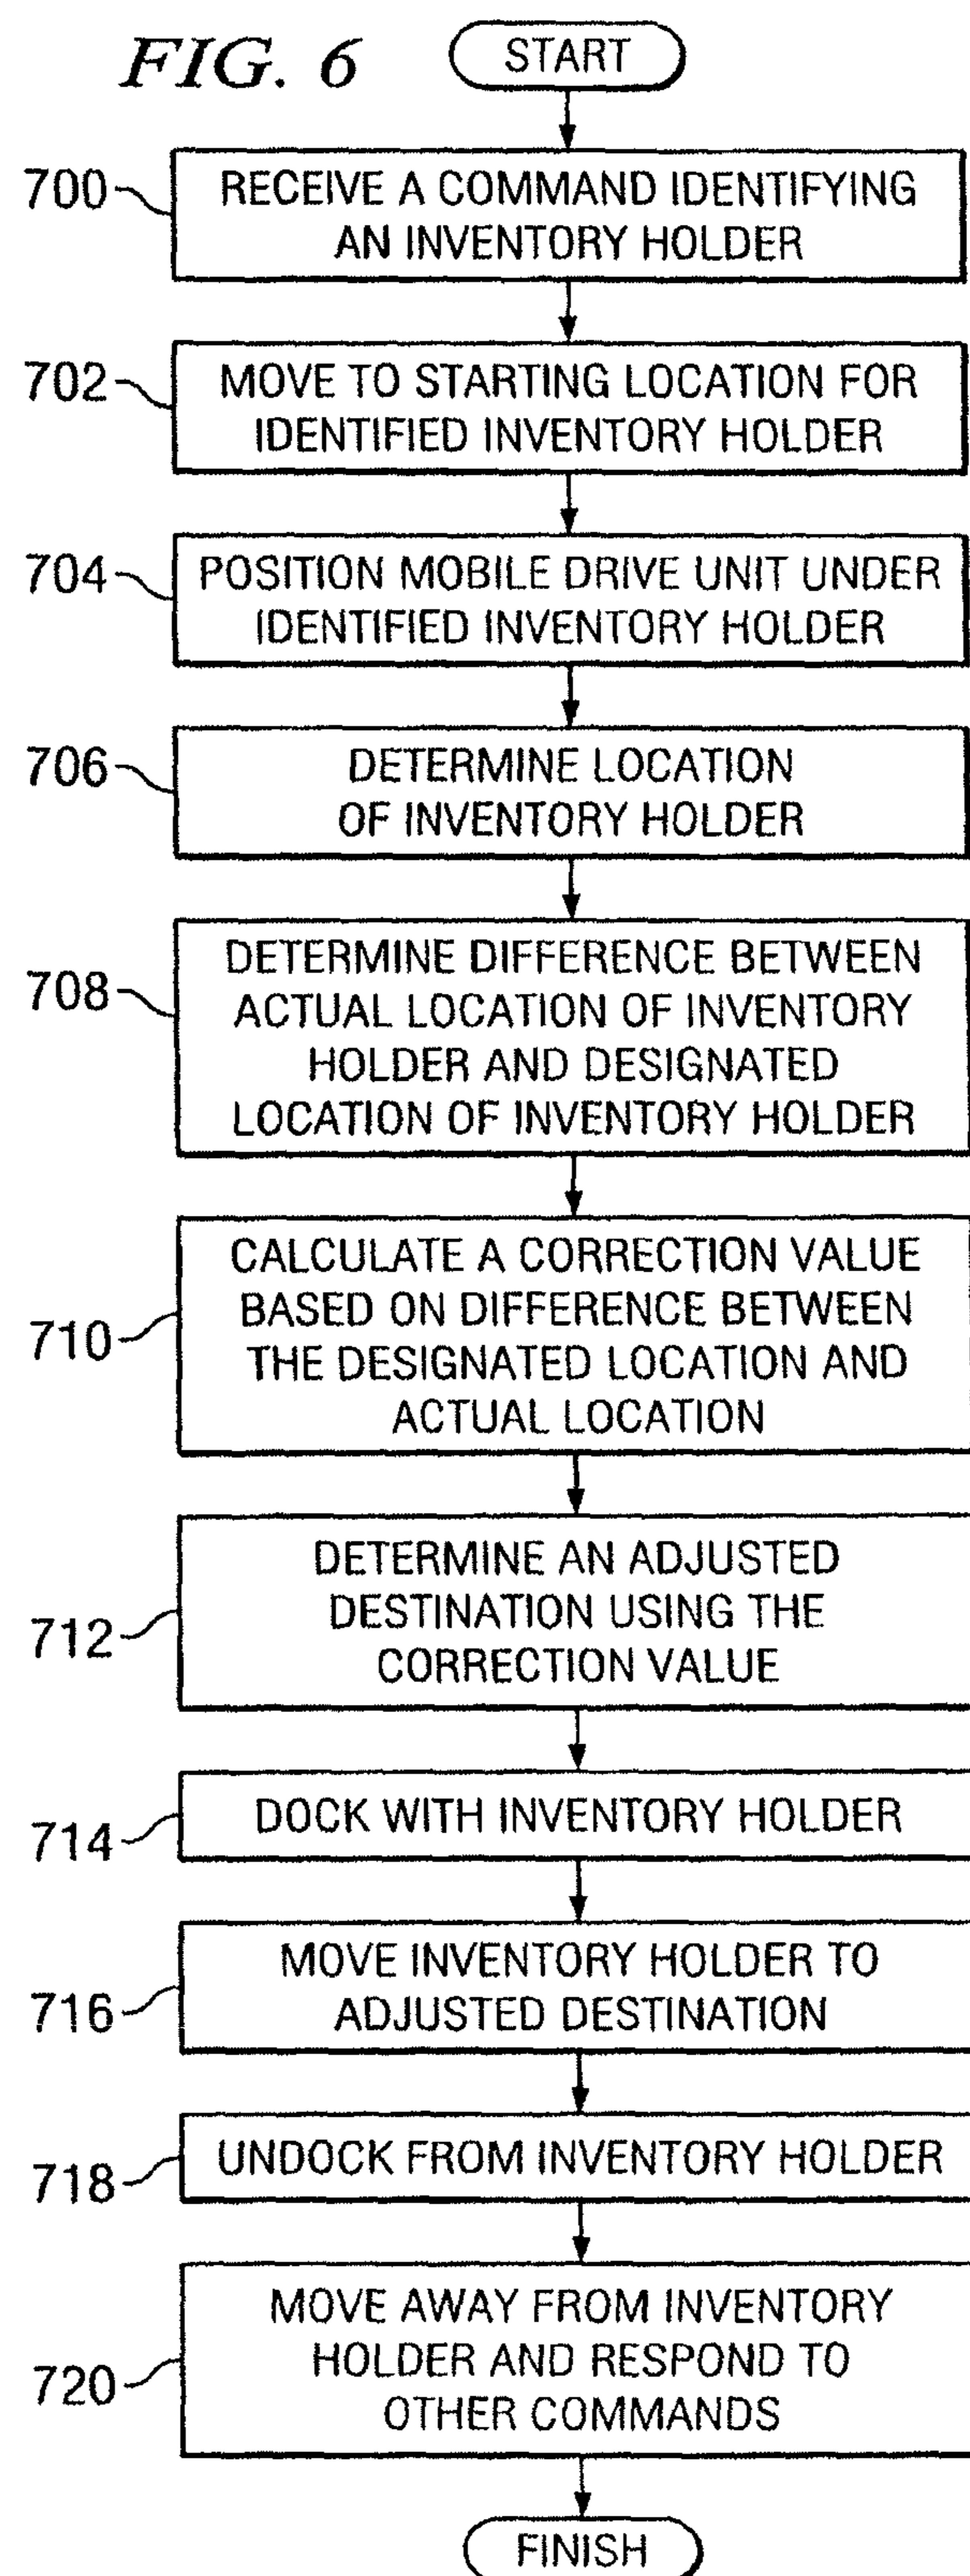 FIG. 6
START
700
RECEIVE A COMMAND IDENTIFYING
AN INVENTORY HOLDER
702
MOVE TO STARTING LOCATION FOR
IDENTIFIED INVENTORY HOLDER
704
POSITION MOBILE DRIVE UNIT UNDER
IDENTIFIED INVENTORY HOLDER
706
DETERMINE LOCATION
OF INVENTORY HOLDER
708
DETERMINE DIFFERENCE BETWEEN
ACTUAL LOCATION OF INVENTORY
HOLDER AND DESIGNATED
LOCATION OF INVENTORY HOLDER
710
CALCULATE A CORRECTION VALUE
BASED ON DIFFERENCE BETWEEN
THE DESIGNATED LOCATION AND
ACTUAL LOCATION
712
DETERMINE AN ADJUSTED
DESTINATION USING THE
CORRECTION VALUE
714
DOCK WITH INVENTORY HOLDER
716
MOVE INVENTORY HOLDER TO
ADJUSTED DESTINATION
718
UNDOCK FROM INVENTORY HOLDER
720
MOVE AWAY FROM INVENTORY
HOLDER AND RESPOND TO
OTHER COMMANDS
FINISH